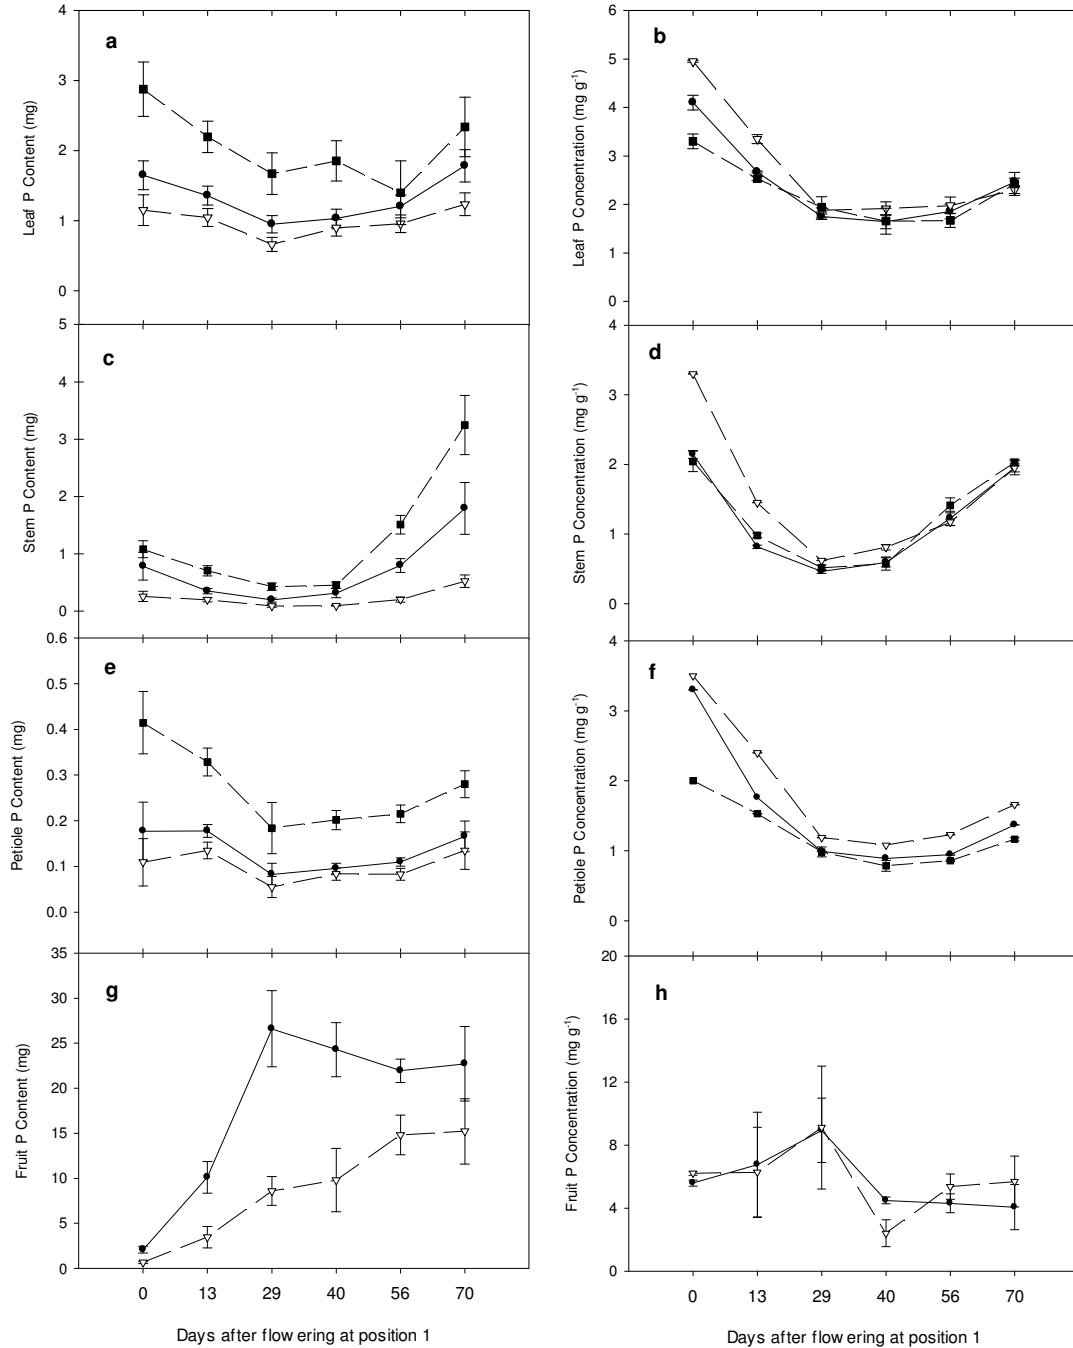 a
Leaf P Content (mg)
4
3
2
1
0
b
Leaf P Concentration (mg g-1)
6
5
4
3
2
1
0
c
Stem P Content (mg)
5
4
3
2
1
0
d
Stem P Concentration (mg g-1)
4
3
2
1
0
e
Petiole P Content (mg)
0.6
0.5
0.4
0.3
0.2
0.1
0.0
f
Petiole P Concentration (mg g-1)
4
3
2
1
0
g
Fruit P Content (mg)
35
30
25
20
15
10
5
0
0 13 29 40 56 70
Days after flowering at position 1
h
Fruit P Concentration (mg g-1)
20
16
12
8
4
0
0 13 29 40 56 70
Days after flowering at position 1